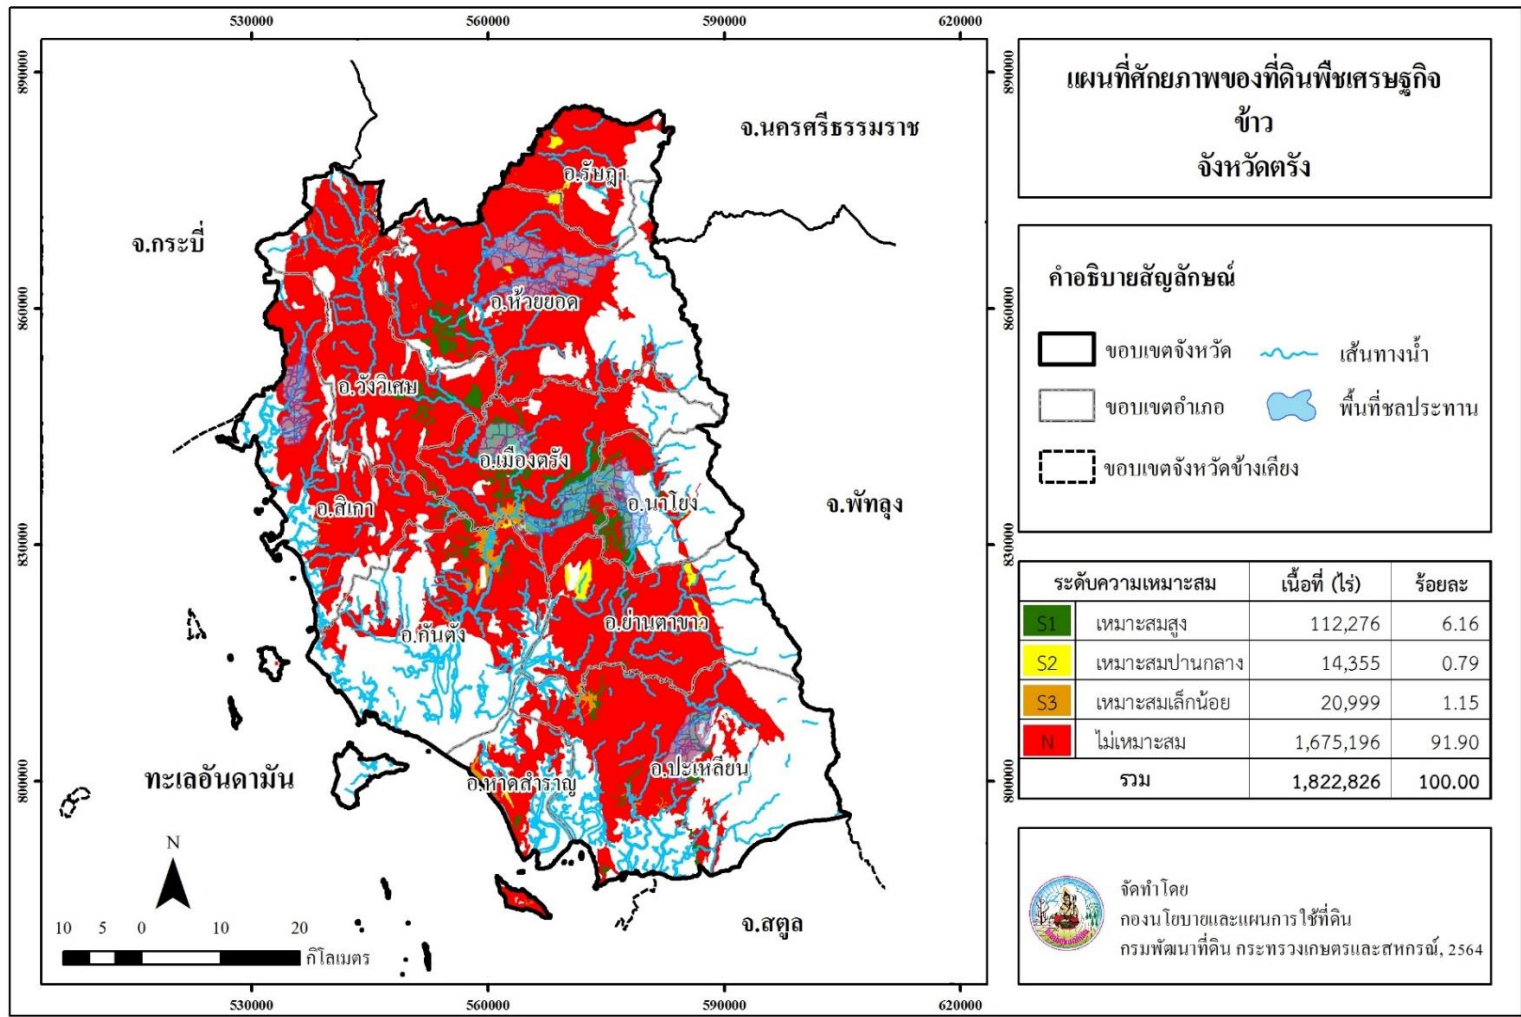 530000 560000 590000 620000
890000 890000
860000 860000
830000 830000
800000 800000
530000 560000 590000 620000
จ.นครศรีธรรมราช
จ.กระบี่
อ.รัษฎา
อ.ห้วยยอด
อ.วังวิเศษ
อ.เมืองตรัง
อ.สิเกา
อ.นาโยง
จ.พัทลุง
อ.กันตัง
อ.ย่านตาขาว
ทะเลอันดามัน
อ.หาดสำราญ
อ.ปะเหลียน
จ.สตูล
N
10 5 0 10 20
กิโลเมตร
แผนที่ศักยภาพของที่ดินพืชเศรษฐกิจ
ข้าว
จังหวัดตรัง
คำอธิบายสัญลักษณ์
ขอบเขตจังหวัด เส้นทางน้ำ
ขอบเขตอำเภอ พื้นที่ชลประทาน
ขอบเขตจังหวัดข้างเคียง
ระดับความเหมาะสม เนื้อที่ (ไร่) ร้อยละ
S1 เหมาะสมสูง 112,276 6.16
S2 เหมาะสมปานกลาง 14,355 0.79
S3 เหมาะสมเล็กน้อย 20,999 1.15
N ไม่เหมาะสม 1,675,196 91.90
รวม 1,822,826 100.00
จัดทำโดย
กองนโยบายและแผนการใช้ที่ดิน
กรมพัฒนาที่ดิน กระทรวงเกษตรและสหกรณ์, 2564